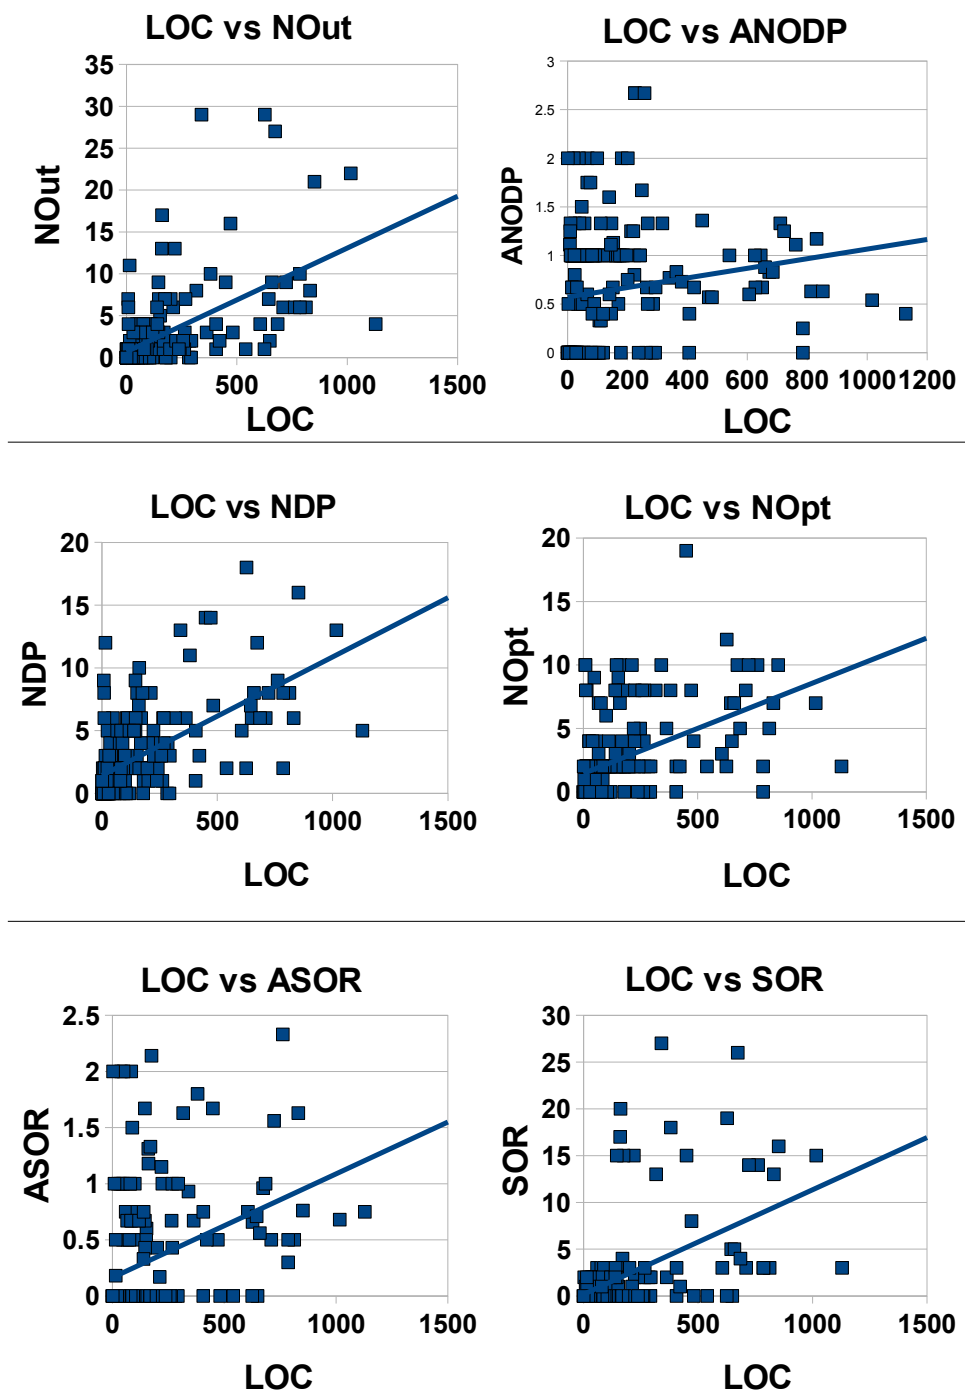 LOC vs NOut
35
30
25
20
15
10
5
0
NOut
0 500 1000 1500
LOC
LOC vs ANODP
3
2.5
2
1.5
1
0.5
0
ANODP
0 200 400 600 800 1000 1200
LOC
LOC vs NDP
20
15
10
5
0
NDP
0 500 1000 1500
LOC
LOC vs NOpt
20
15
10
5
0
NOpt
0 500 1000 1500
LOC
LOC vs ASOR
2.5
2
1.5
1
0.5
0
ASOR
0 500 1000 1500
LOC
LOC vs SOR
30
25
20
15
10
5
0
SOR
0 500 1000 1500
LOC